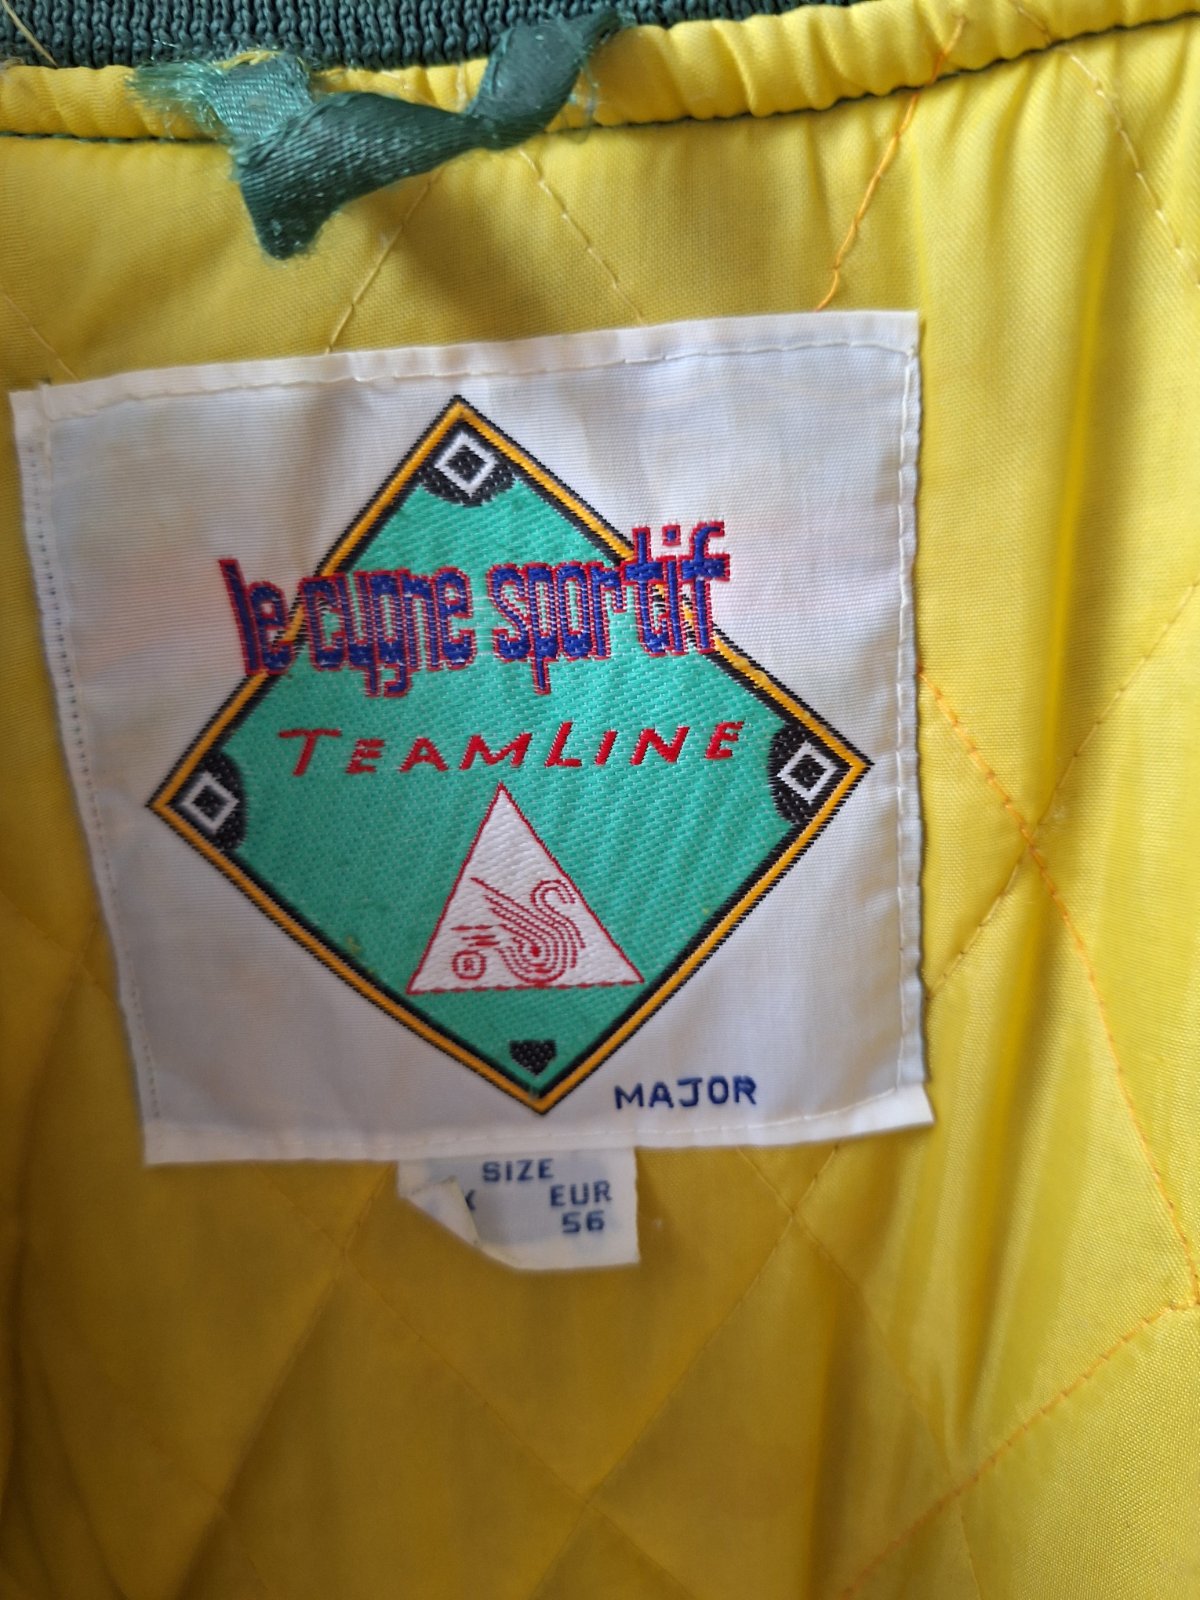 le cygne sportif
TEAMLINE
®
MAJOR
SIZE
EUR
56